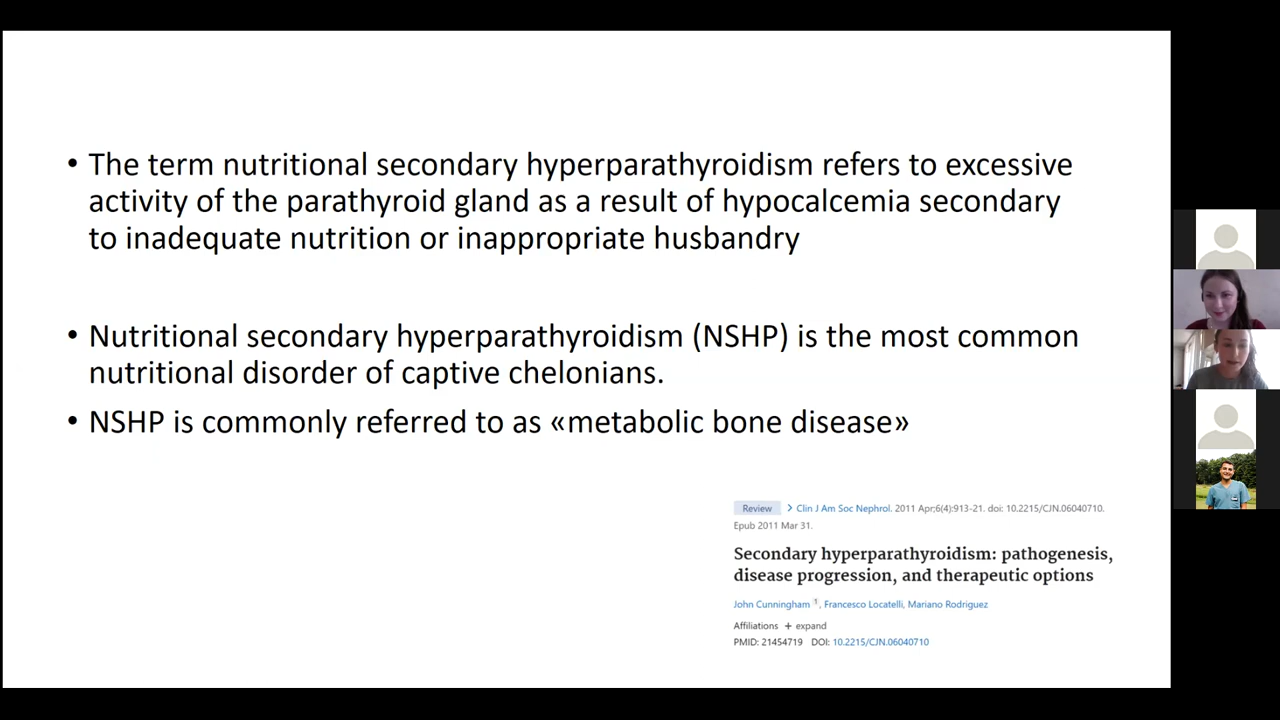 • The term nutritional secondary hyperparathyroidism refers to excessive
activity of the parathyroid gland as a result of hypocalcemia secondary
to inadequate nutrition or inappropriate husbandry
• Nutritional secondary hyperparathyroidism (NSHP) is the most common
nutritional disorder of captive chelonians.
• NSHP is commonly referred to as «metabolic bone disease»
Review > Clin J Am Soc Nephrol. 2011 Apr;6(4):913-21. doi: 10.2215/CJN.06040710.
Epub 2011 Mar 31.
Secondary hyperparathyroidism: pathogenesis,
disease progression, and therapeutic options
John Cunningham 1, Francesco Locatelli, Mariano Rodriguez
Affiliations + expand
PMID: 21454719 DOI: 10.2215/CJN.06040710